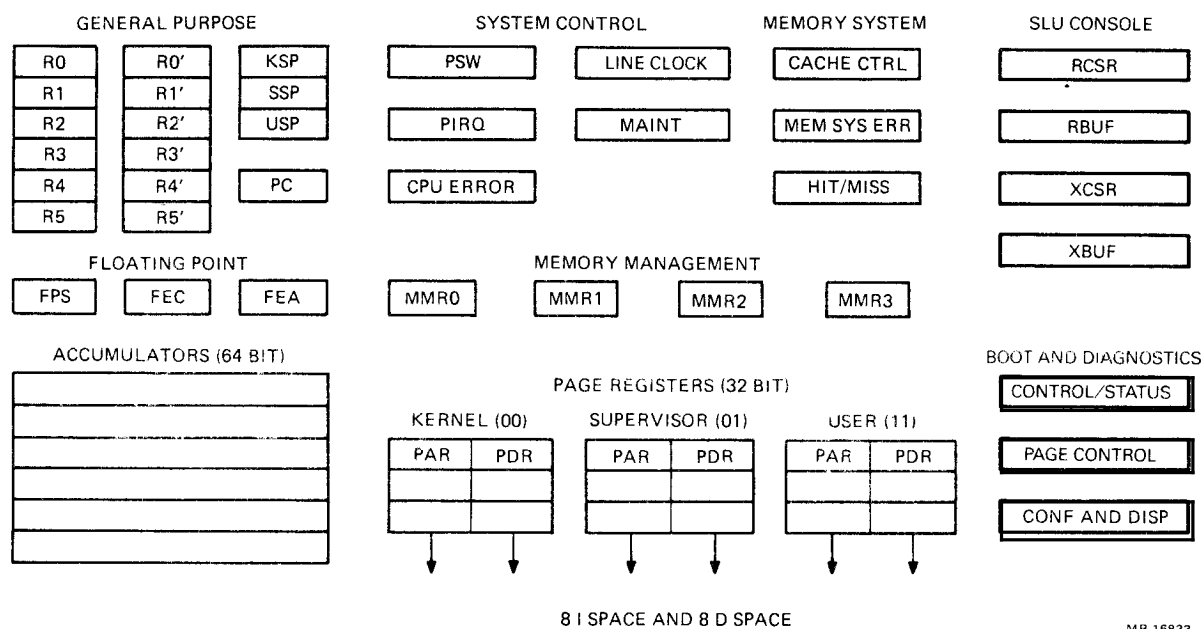 GENERAL PURPOSE
SYSTEM CONTROL
MEMORY SYSTEM
SLU CONSOLE
R0 R0' KSP
R1 R1' SSP
R2 R2' USP
R3 R3'
R4 R4' PC
R5 R5'
PSW
LINE CLOCK
PIRQ
MAINT
CPU ERROR
CACHE CTRL
MEM SYS ERR
HIT/MISS
RCSR
RBUF
XCSR
XBUF
FLOATING POINT
FPS FEC FEA
MEMORY MANAGEMENT
MMR0 MMR1 MMR2 MMR3
ACCUMULATORS (64 BIT)
PAGE REGISTERS (32 BIT)
KERNEL (00) SUPERVISOR (01) USER (11)
PAR PDR PAR PDR PAR PDR
8 I SPACE AND 8 D SPACE
BOOT AND DIAGNOSTICS
CONTROL/STATUS
PAGE CONTROL
CONF AND DISP